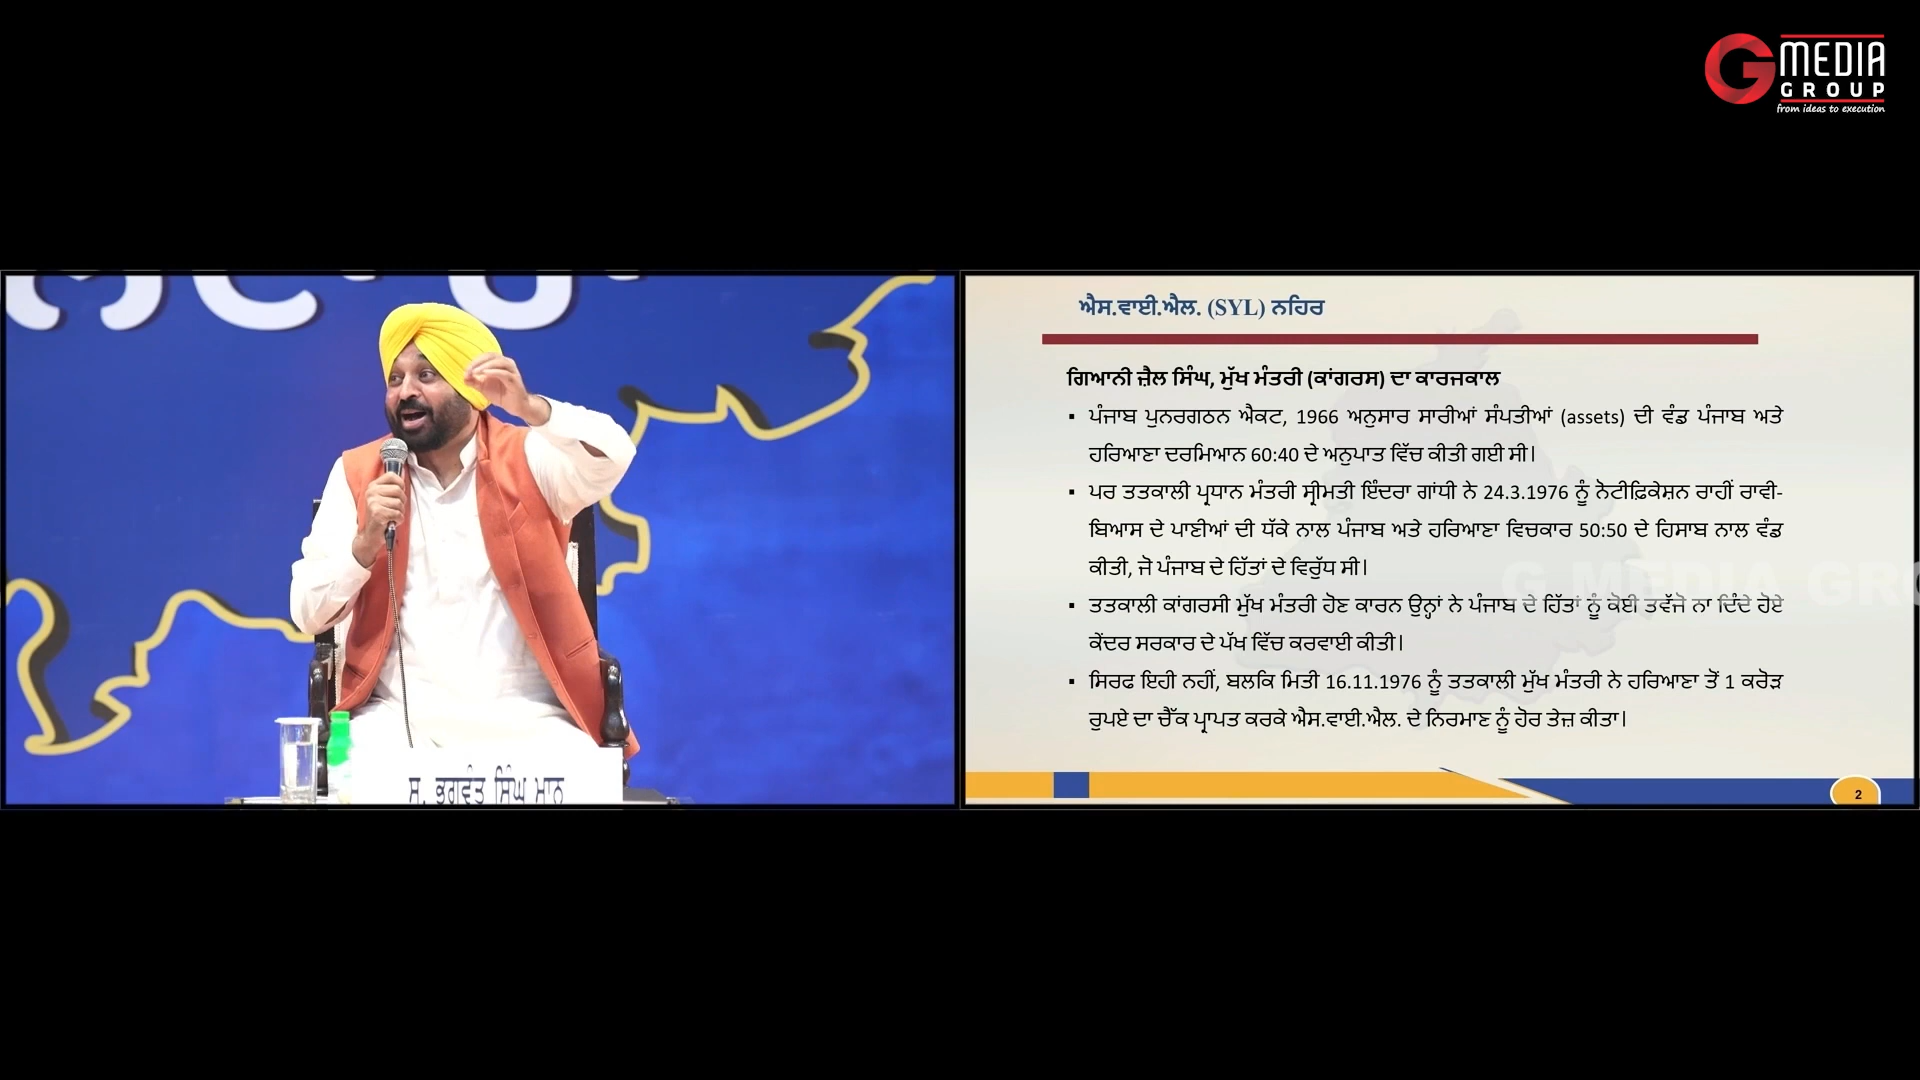 MEDIA
GROUP
from ideas to execution
ਐਸ.ਵਾਈ.ਐਲ. (SYL) ਨਹਿਰ
ਗਿਆਨੀ ਜ਼ੈਲ ਸਿੰਘ, ਮੁੱਖ ਮੰਤਰੀ (ਕਾਂਗਰਸ) ਦਾ ਕਾਰਜਕਾਲ
▪ ਪੰਜਾਬ ਪੁਨਰਗਠਨ ਐਕਟ, 1966 ਅਨੁਸਾਰ ਸਾਰੀਆਂ ਸੰਪਤੀਆਂ (assets) ਦੀ ਵੰਡ ਪੰਜਾਬ ਅਤੇ
ਹਰਿਆਣਾ ਦਰਮਿਆਨ 60:40 ਦੇ ਅਨੁਪਾਤ ਵਿੱਚ ਕੀਤੀ ਗਈ ਸੀ।
▪ ਪਰ ਤਤਕਾਲੀ ਪ੍ਰਧਾਨ ਮੰਤਰੀ ਸ੍ਰੀਮਤੀ ਇੰਦਰਾ ਗਾਂਧੀ ਨੇ 24.3.1976 ਨੂੰ ਨੋਟੀਫ਼ਿਕੇਸ਼ਨ ਰਾਹੀਂ ਰਾਵੀ-
ਬਿਆਸ ਦੇ ਪਾਣੀਆਂ ਦੀ ਧੱਕੇ ਨਾਲ ਪੰਜਾਬ ਅਤੇ ਹਰਿਆਣਾ ਵਿਚਕਾਰ 50:50 ਦੇ ਹਿਸਾਬ ਨਾਲ ਵੰਡ
ਕੀਤੀ, ਜੋ ਪੰਜਾਬ ਦੇ ਹਿੱਤਾਂ ਦੇ ਵਿਰੁੱਧ ਸੀ।
▪ ਤਤਕਾਲੀ ਕਾਂਗਰਸੀ ਮੁੱਖ ਮੰਤਰੀ ਹੋਣ ਕਾਰਨ ਉਨ੍ਹਾਂ ਨੇ ਪੰਜਾਬ ਦੇ ਹਿੱਤਾਂ ਨੂੰ ਕੋਈ ਤਵੱਜੋ ਨਾ ਦਿੰਦੇ ਹੋਏ
ਕੇਂਦਰ ਸਰਕਾਰ ਦੇ ਪੱਖ ਵਿੱਚ ਕਰਵਾਈ ਕੀਤੀ।
▪ ਸਿਰਫ ਇਹੀ ਨਹੀਂ, ਬਲਕਿ ਮਿਤੀ 16.11.1976 ਨੂੰ ਤਤਕਾਲੀ ਮੁੱਖ ਮੰਤਰੀ ਨੇ ਹਰਿਆਣਾ ਤੋਂ 1 ਕਰੋੜ
ਰੁਪਏ ਦਾ ਚੈੱਕ ਪ੍ਰਾਪਤ ਕਰਕੇ ਐਸ.ਵਾਈ.ਐਲ. ਦੇ ਨਿਰਮਾਣ ਨੂੰ ਹੋਰ ਤੇਜ਼ ਕੀਤਾ।
G MEDIA GRO
2
ਸ. ਭਗਵੰਤ ਸਿੰਘ ਮਾਨ